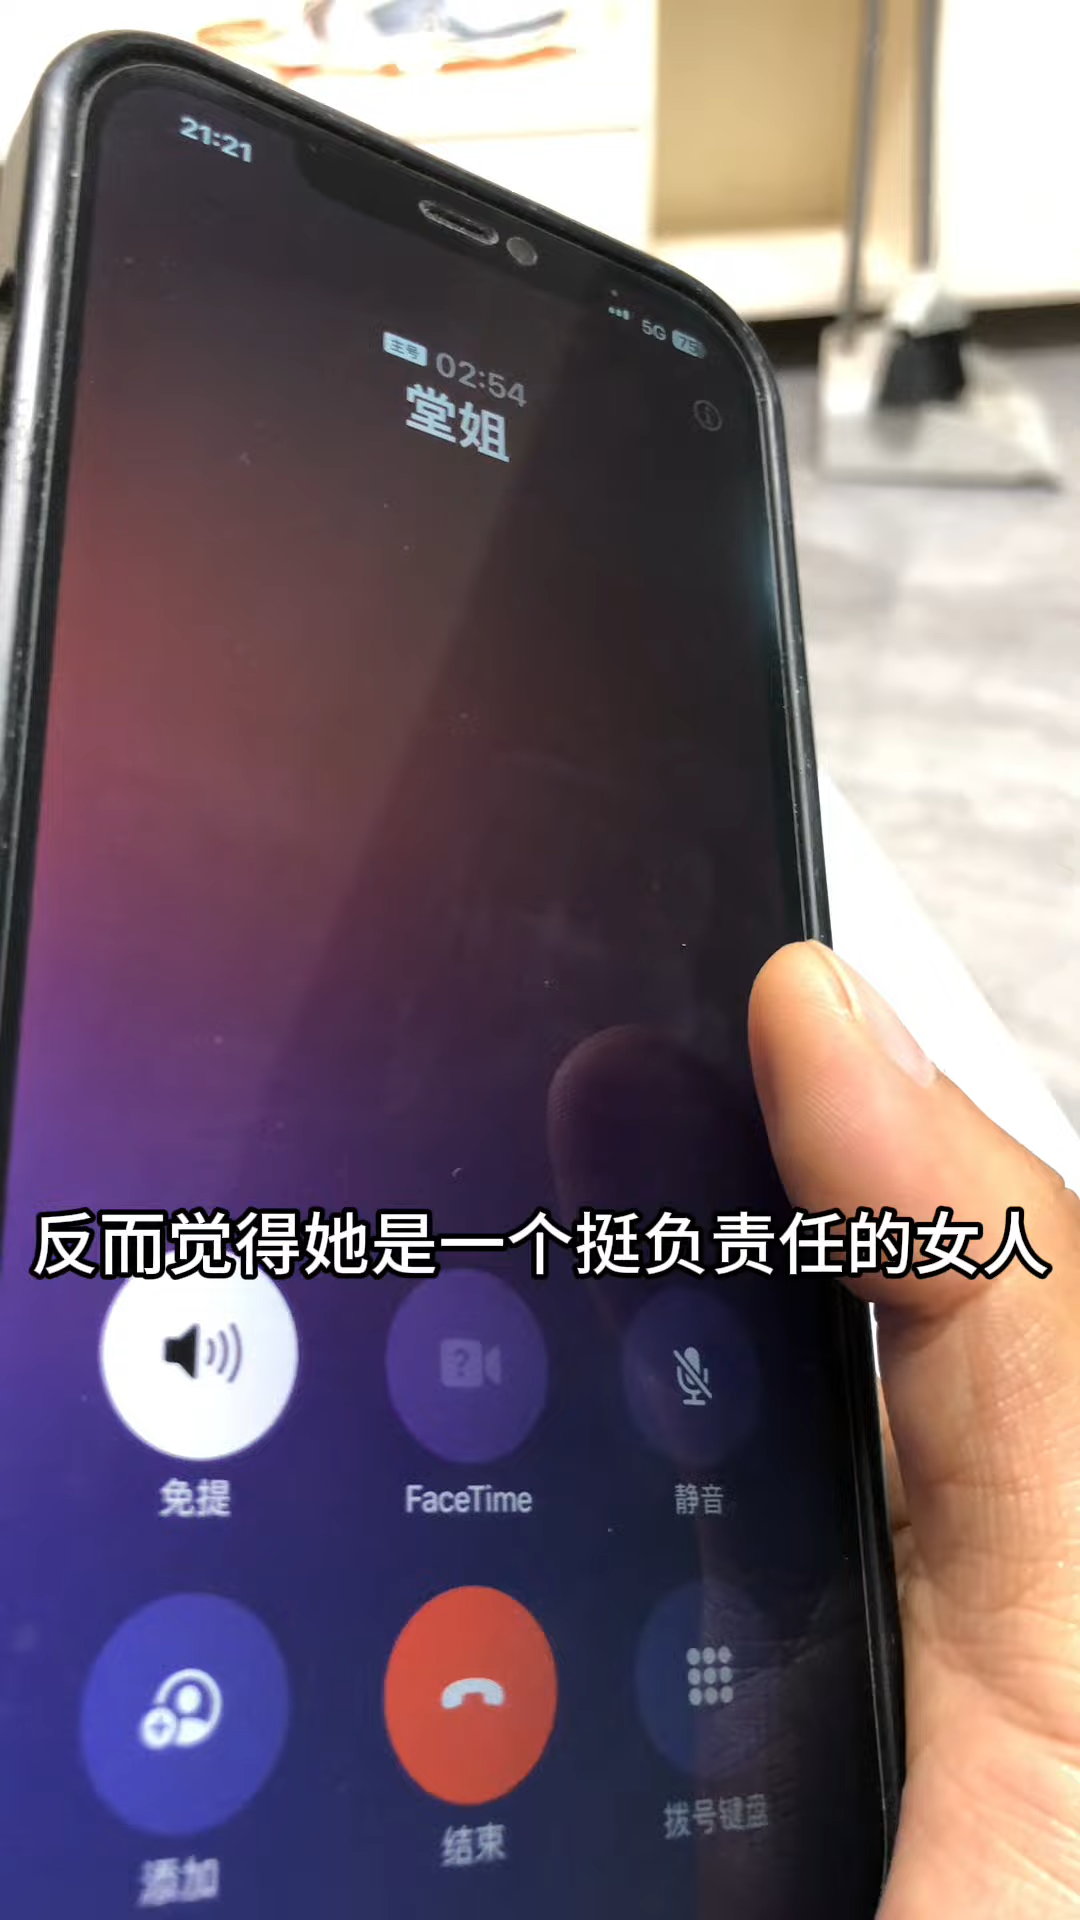 21:21
5G 75
主号 02:54
堂姐
反而觉得她是一个挺负责任的女人
免提
FaceTime
静音
添加
结束
拨号键盘